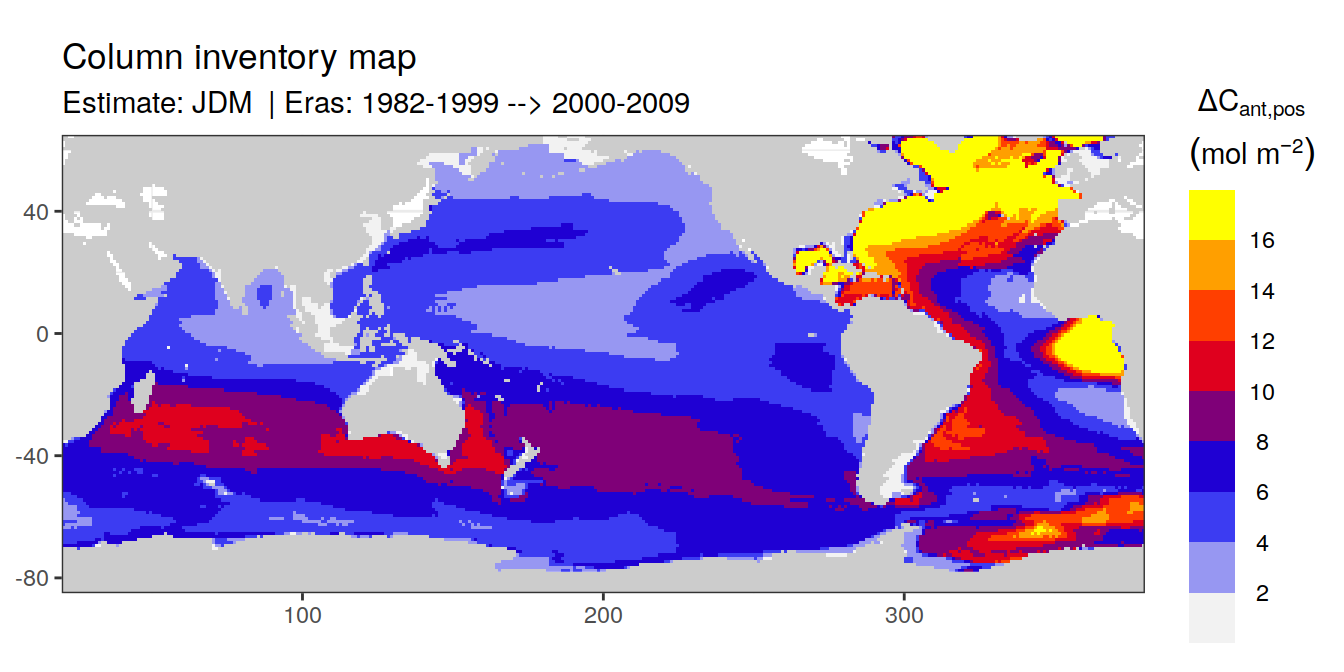 Column inventory map
Estimate: JDM | Eras: 1982-1999 --> 2000-2009
ΔCant,pos
(mol m−2)
16
14
12
10
8
6
4
2
40
0
-40
-80
100 200 300